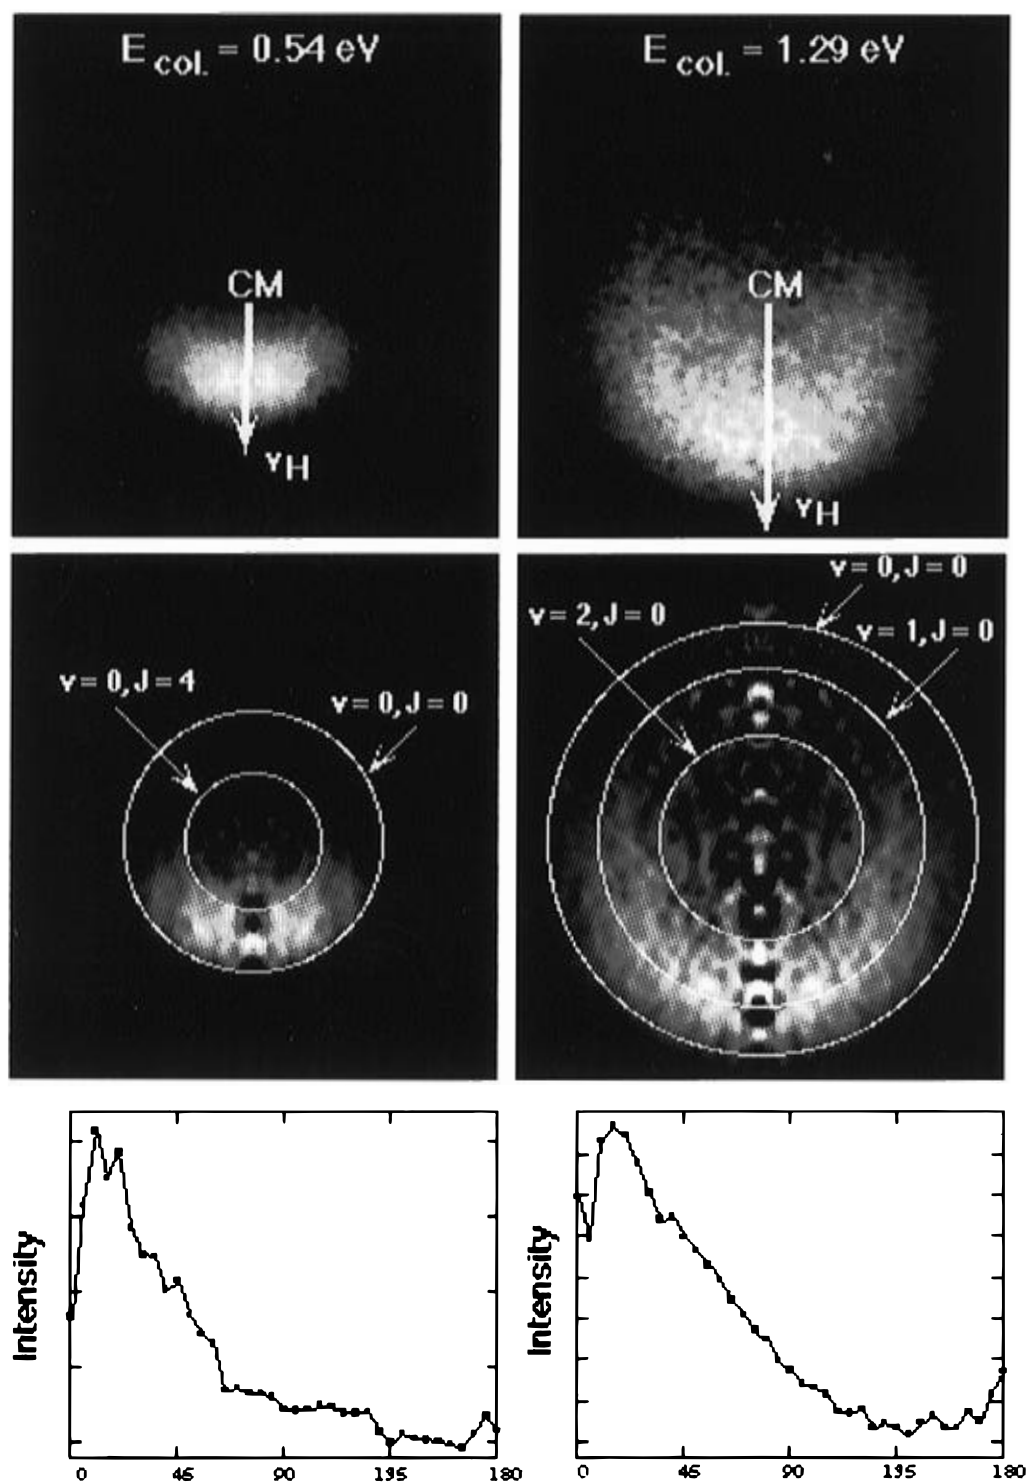 E col. = 0.54 eV
E col. = 1.29 eV
CM
CM
vH
vH
v = 0, J = 0
v = 2, J = 0
v = 1, J = 0
v = 0, J = 4
v = 0, J = 0
Intensity
Intensity
0 45 90 135 180
0 45 90 135 180